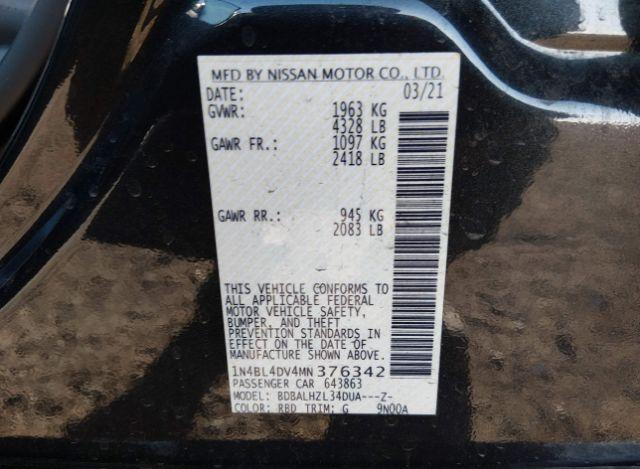 MFD BY NISSAN MOTOR CO., LTD.
DATE: 03/21
GVWR: 1963 KG
4328 LB
GAWR FR.: 1097 KG
2418 LB
GAWR RR.: 945 KG
2083 LB
THIS VEHICLE CONFORMS TO
ALL APPLICABLE FEDERAL
MOTOR VEHICLE SAFETY,
BUMPER, AND THEFT
PREVENTION STANDARDS IN
EFFECT ON THE DATE OF
MANUFACTURE SHOWN ABOVE.
1N4BL4DV4MN376342
PASSENGER CAR 643863
MODEL: BDBALHZL34DUA---Z-
COLOR: RBD TRIM: G 9N00A